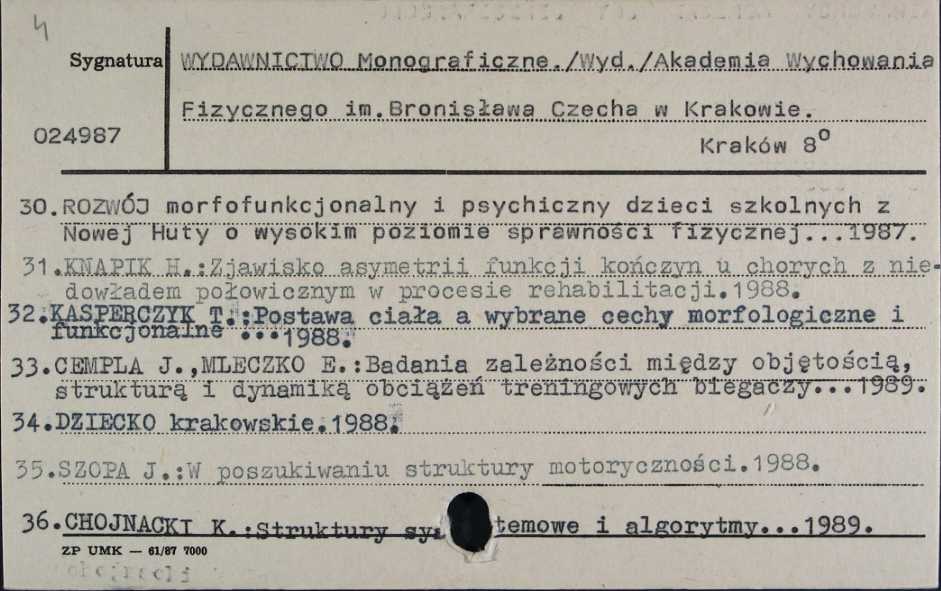 4
Sygnatura WYDAWNICTWO Monograficzne./Wyd./Akademia Wychowania
Fizycznego im.Bronisława Czecha w Krakowie.
024987
Kraków 8⁰
30.ROZWÓJ morfofunkcjonalny i psychiczny dzieci szkolnych z
Nowej Huty o wysokim poziomie sprawności fizycznej...1987.
31.KNAPIK H.:Zjawisko asymetrii funkcji kończyn u chorych z nie-
dowładem połowicznym w procesie rehabilitacji.1988.
32.KASPERCZYK T.:Postawa ciała a wybrane cechy morfologiczne i
funkcjonalne ...1988.
33.CEMPLA J.,MLECZKO E.:Badania zależności między objętością,
strukturą i dynamiką obciążeń treningowych biegaczy...1989.
34.DZIECKO krakowskie.1988.
35.SZOPA J.:W poszukiwaniu struktury motoryczności.1988.
36.CHOJNACKI K.:Struktury sy temowe i algorytmy...1989.
ZP UMK — 61/87 7000